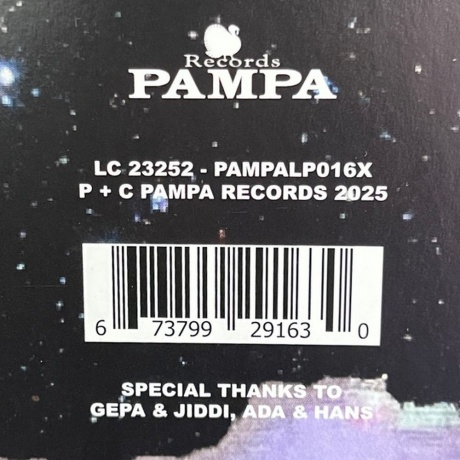 Records
PAMPA
LC 23252 - PAMPALP016X
P + C PAMPA RECORDS 2025
6 73799 29163 0
SPECIAL THANKS TO
GEPA & JIDDI, ADA & HANS